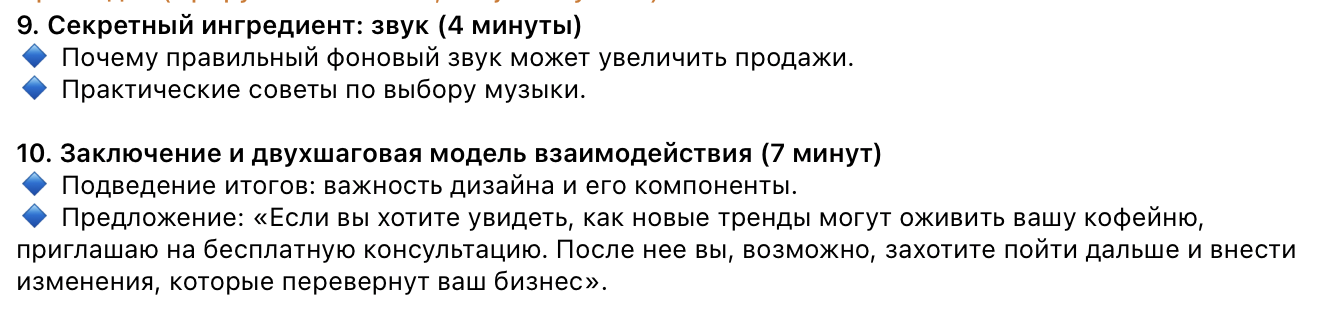 9. Секретный ингредиент: звук (4 минуты)
🔷 Почему правильный фоновый звук может увеличить продажи.
🔷 Практические советы по выбору музыки.
10. Заключение и двухшаговая модель взаимодействия (7 минут)
🔷 Подведение итогов: важность дизайна и его компоненты.
🔷 Предложение: «Если вы хотите увидеть, как новые тренды могут оживить вашу кофейню,
приглашаю на бесплатную консультацию. После нее вы, возможно, захотите пойти дальше и внести
изменения, которые перевернут ваш бизнес».